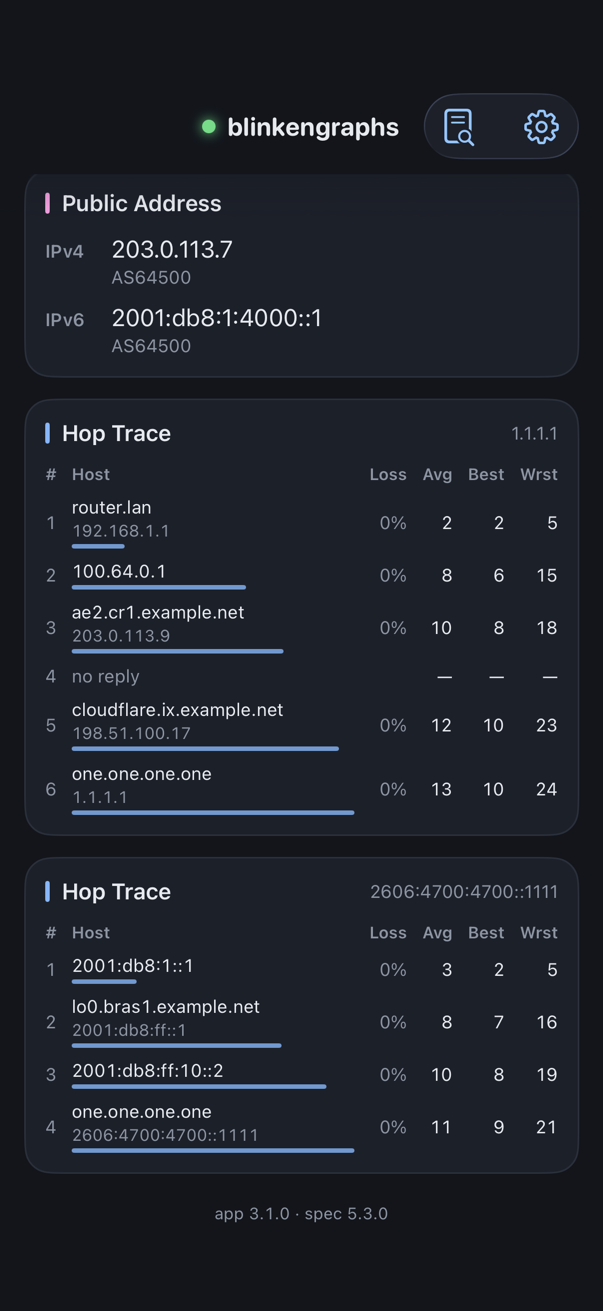 blinkengraphs
Public Address
IPv4 203.0.113.7
AS64500
IPv6 2001:db8:1:4000::1
AS64500
Hop Trace 1.1.1.1
# Host Loss Avg Best Wrst
router.lan
1 192.168.1.1 0% 2 2 5
2 100.64.0.1 0% 8 6 15
ae2.cr1.example.net
3 203.0.113.9 0% 10 8 18
4 no reply — — —
cloudflare.ix.example.net
5 198.51.100.17 0% 12 10 23
one.one.one.one
6 1.1.1.1 0% 13 10 24
Hop Trace 2606:4700:4700::1111
# Host Loss Avg Best Wrst
1 2001:db8:1::1 0% 3 2 5
lo0.bras1.example.net
2 2001:db8:ff::1 0% 8 7 16
3 2001:db8:ff:10::2 0% 10 8 19
one.one.one.one
4 2606:4700:4700::1111 0% 11 9 21
app 3.1.0 · spec 5.3.0